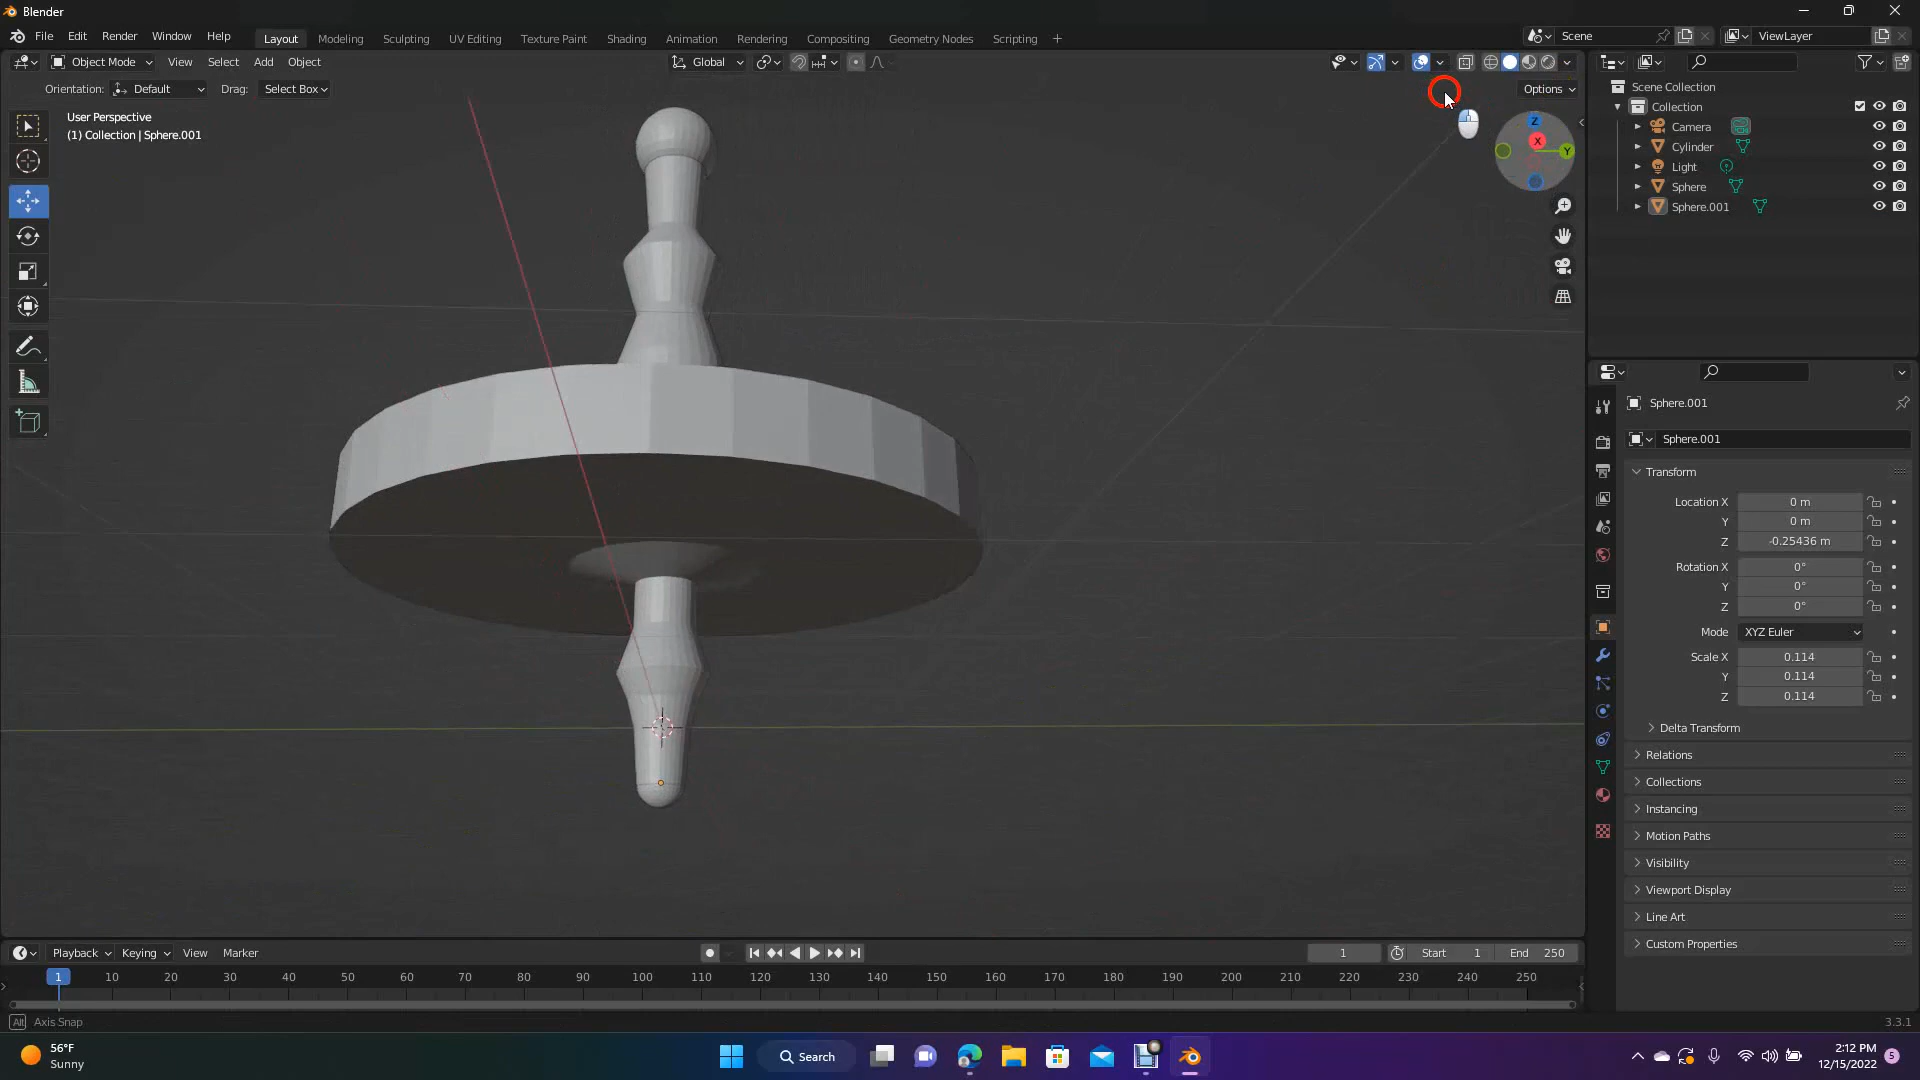 Blender
File Edit Render Window Help Layout Modeling Sculpting UV Editing Texture Paint Shading Animation Rendering Compositing Geometry Nodes Scripting + Scene ViewLayer
Object Mode View Select Add Object Global
Orientation: Default Drag: Select Box Options
User Perspective
(1) Collection | Sphere.001
Z
X
Y
Scene Collection
Collection
Camera
Cylinder
Light
Sphere
Sphere.001
Sphere.001
Sphere.001
Transform
Location X 0 m
Y 0 m
Z -0.25436 m
Rotation X 0°
Y 0°
Z 0°
Mode XYZ Euler
Scale X 0.114
Y 0.114
Z 0.114
Delta Transform
Relations
Collections
Instancing
Motion Paths
Visibility
Viewport Display
Line Art
Custom Properties
Playback Keying View Marker 1 Start 1 End 250
1 10 20 30 40 50 60 70 80 90 100 110 120 130 140 150 160 170 180 190 200 210 220 230 240 250
Alt Axis Snap 3.3.1
56°F
Sunny
Search
2:12 PM
12/15/2022
5